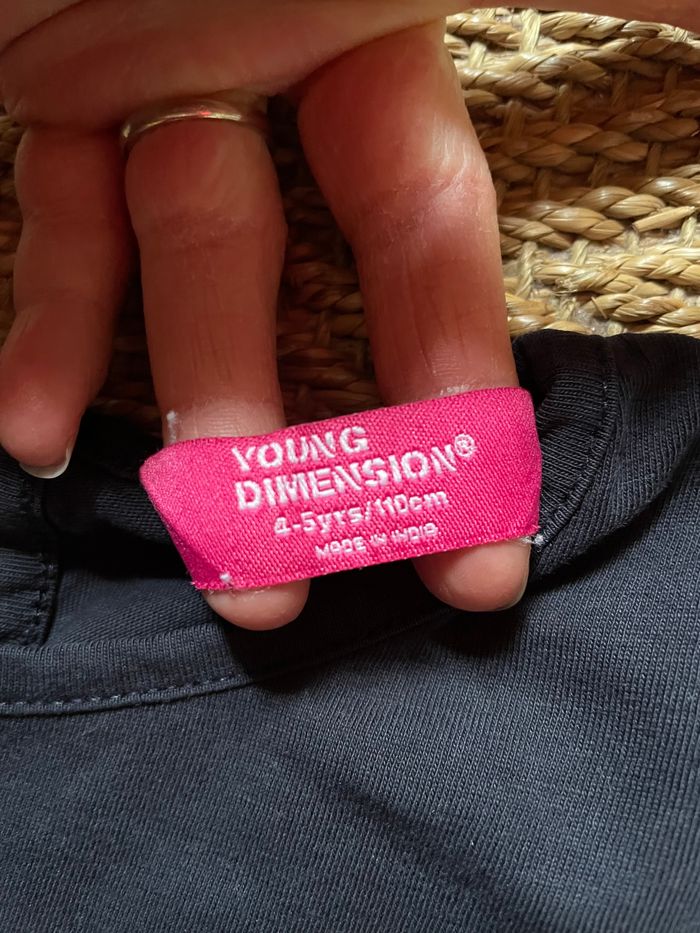 YOUNG
DIMENSION®
4-5yrs/110cm
MADE IN INDIA